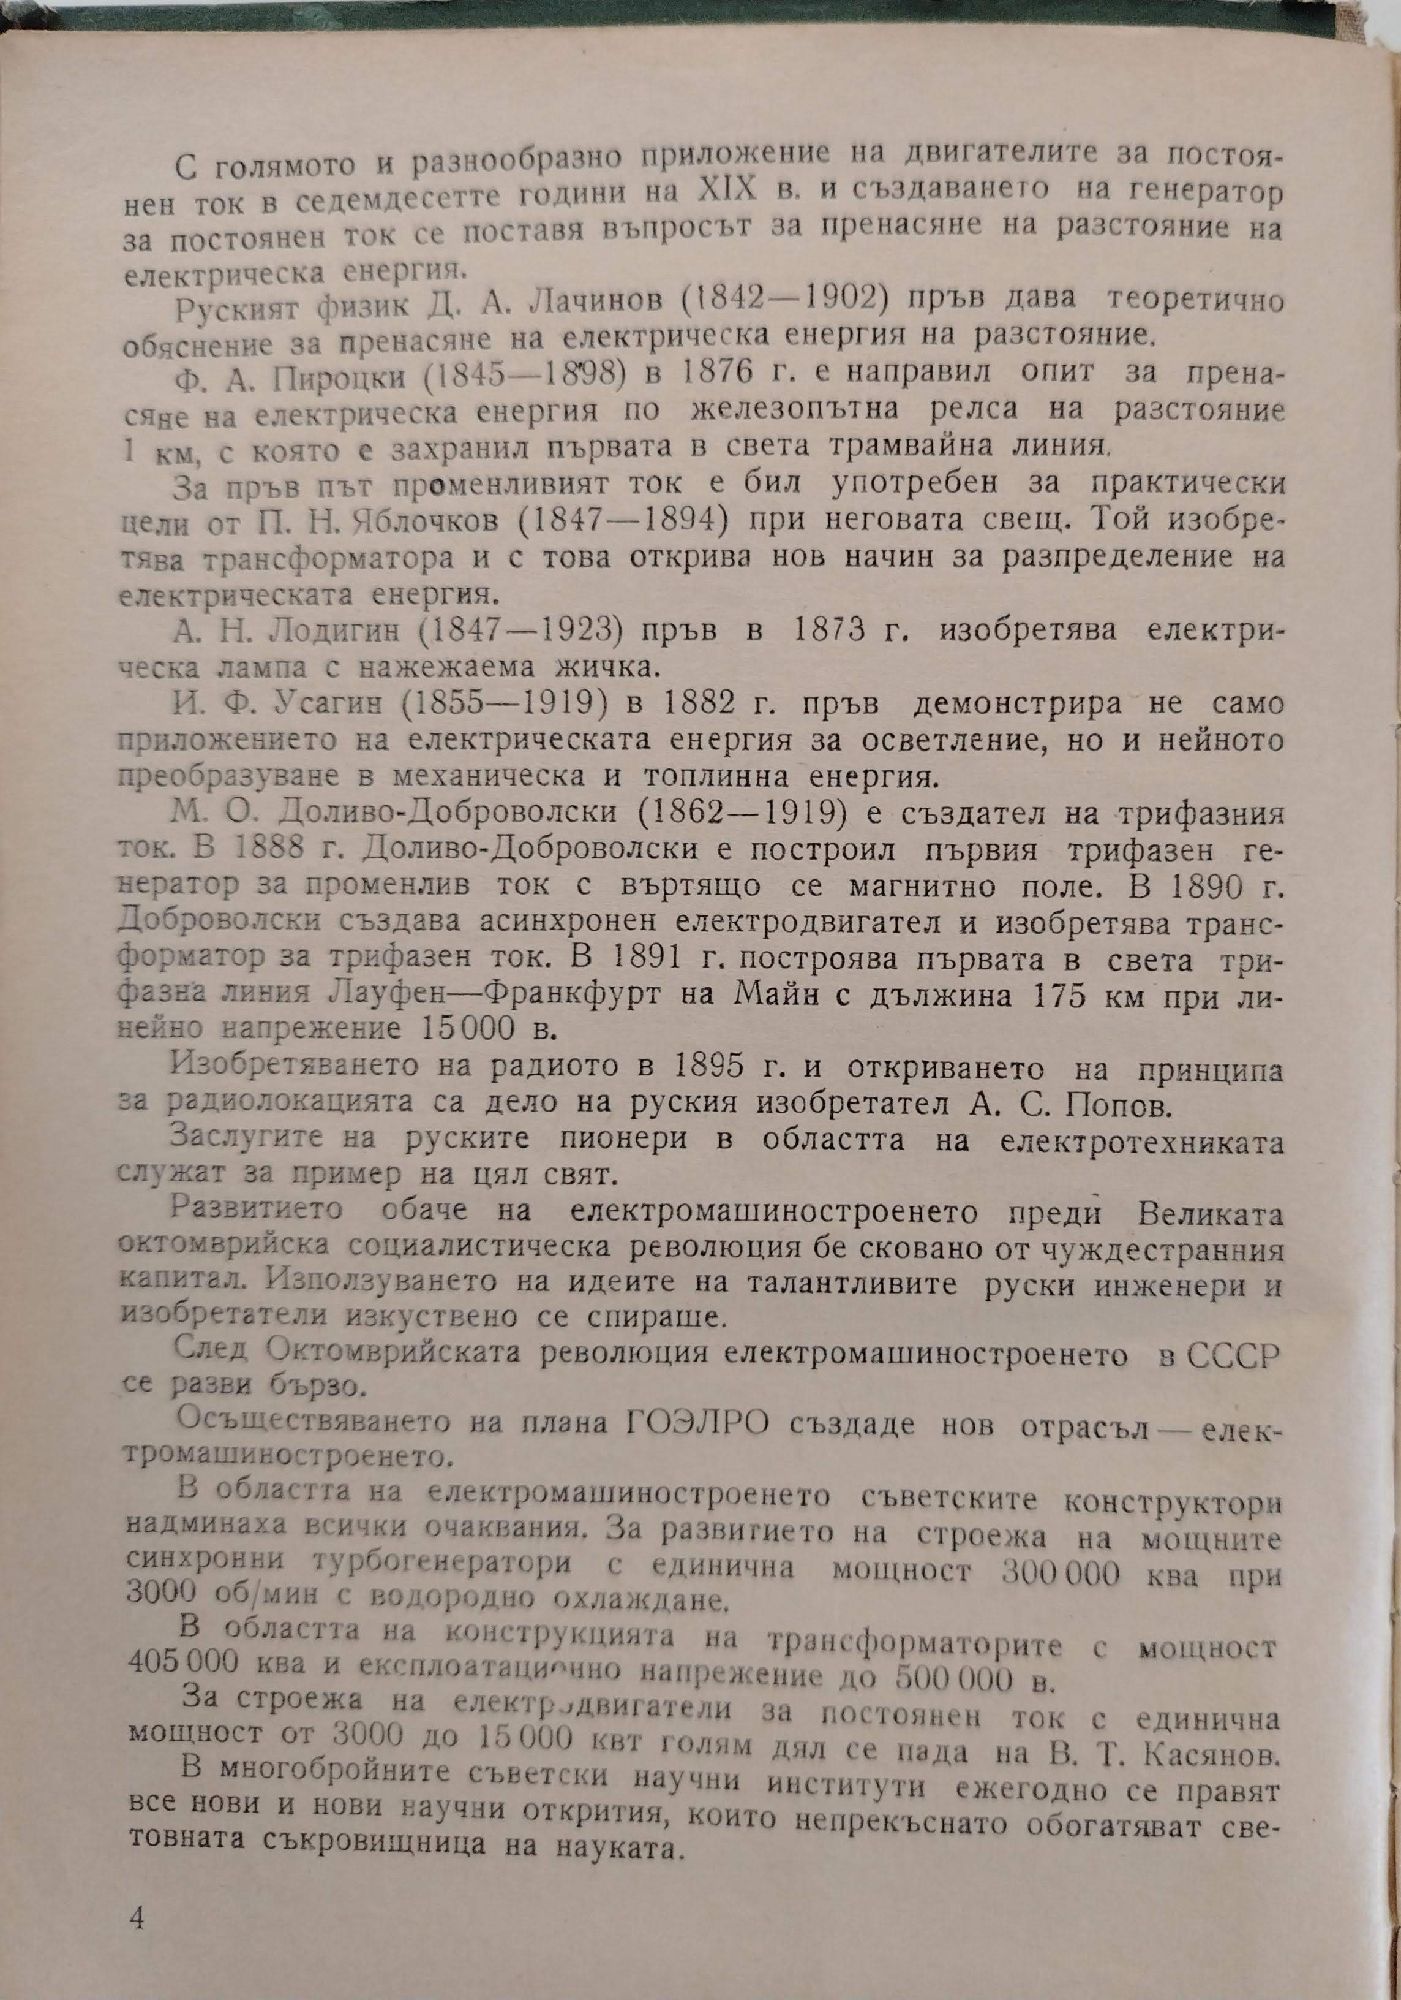 С голямото и разнообразно приложение на двигателите за постоя-
нен ток в седемдесетте години на XIX в. и създаването на генератор
за постоянен ток се поставя въпросът за пренасяне на разстояние на
електрическа енергия.
Руският физик Д. А. Лачинов (1842—1902) пръв дава теоретично
обяснение за пренасяне на електрическа енергия на разстояние.
Ф. А. Пироцки (1845—1898) в 1876 г. е направил опит за прена-
сяне на електрическа енергия по железопътна релса на разстояние
1 км, с която е захранил първата в света трамвайна линия.
За пръв път променливият ток е бил употребен за практически
цели от П. Н. Яблочков (1847—1894) при неговата свещ. Той изобре-
тява трансформатора и с това открива нов начин за разпределение на
електрическата енергия.
А. Н. Лодигин (1847—1923) пръв в 1873 г. изобретява електри-
ческа лампа с нажежаема жичка.
И. Ф. Усагин (1855—1919) в 1882 г. пръв демонстрира не само
приложението на електрическата енергия за осветление, но и нейното
преобразуване в механическа и топлинна енергия.
М. О. Доливо-Доброволски (1862—1919) е създател на трифазния
ток. В 1888 г. Доливо-Доброволски е построил първия трифазен ге-
нератор за променлив ток с въртящо се магнитно поле. В 1890 г.
Доброволски създава асинхронен електродвигател и изобретява транс-
форматор за трифазен ток. В 1891 г. построява първата в света три-
фазна линия Лауфен—Франкфурт на Майн с дължина 175 км при ли-
нейно напрежение 15000 в.
Изобретяването на радиото в 1895 г. и откриването на принципа
за радиолокацията са дело на руския изобретател А. С. Попов.
Заслугите на руските пионери в областта на електротехниката
служат за пример на цял свят.
Развитието обаче на електромашиностроенето преди Великата
октомврийска социалистическа революция бе сковано от чуждестранния
капитал. Използуването на идеите на талантливите руски инженери и
изобретатели изкуствено се спираше.
След Октомврийската революция електромашиностроенето в СССР
се разви бързо.
Осъществяването на плана ГОЭЛРО създаде нов отрасъл — елек-
тромашиностроенето.
В областта на електромашиностроенето съветските конструктори
надминаха всички очаквания. За развитието на строежа на мощните
синхронни турбогенератори с единична мощност 300000 ква при
3000 об/мин с водородно охлаждане.
В областта на конструкцията на трансформаторите с мощност
405000 ква и експлоатационно напрежение до 500000 в.
За строежа на електродвигатели за постоянен ток с единична
мощност от 3000 до 15000 квт голям дял се пада на В. Т. Касянов.
В многобройните съветски научни институти ежегодно се правят
все нови и нови научни открития, които непрекъснато обогатяват све-
товната съкровищница на науката.
4